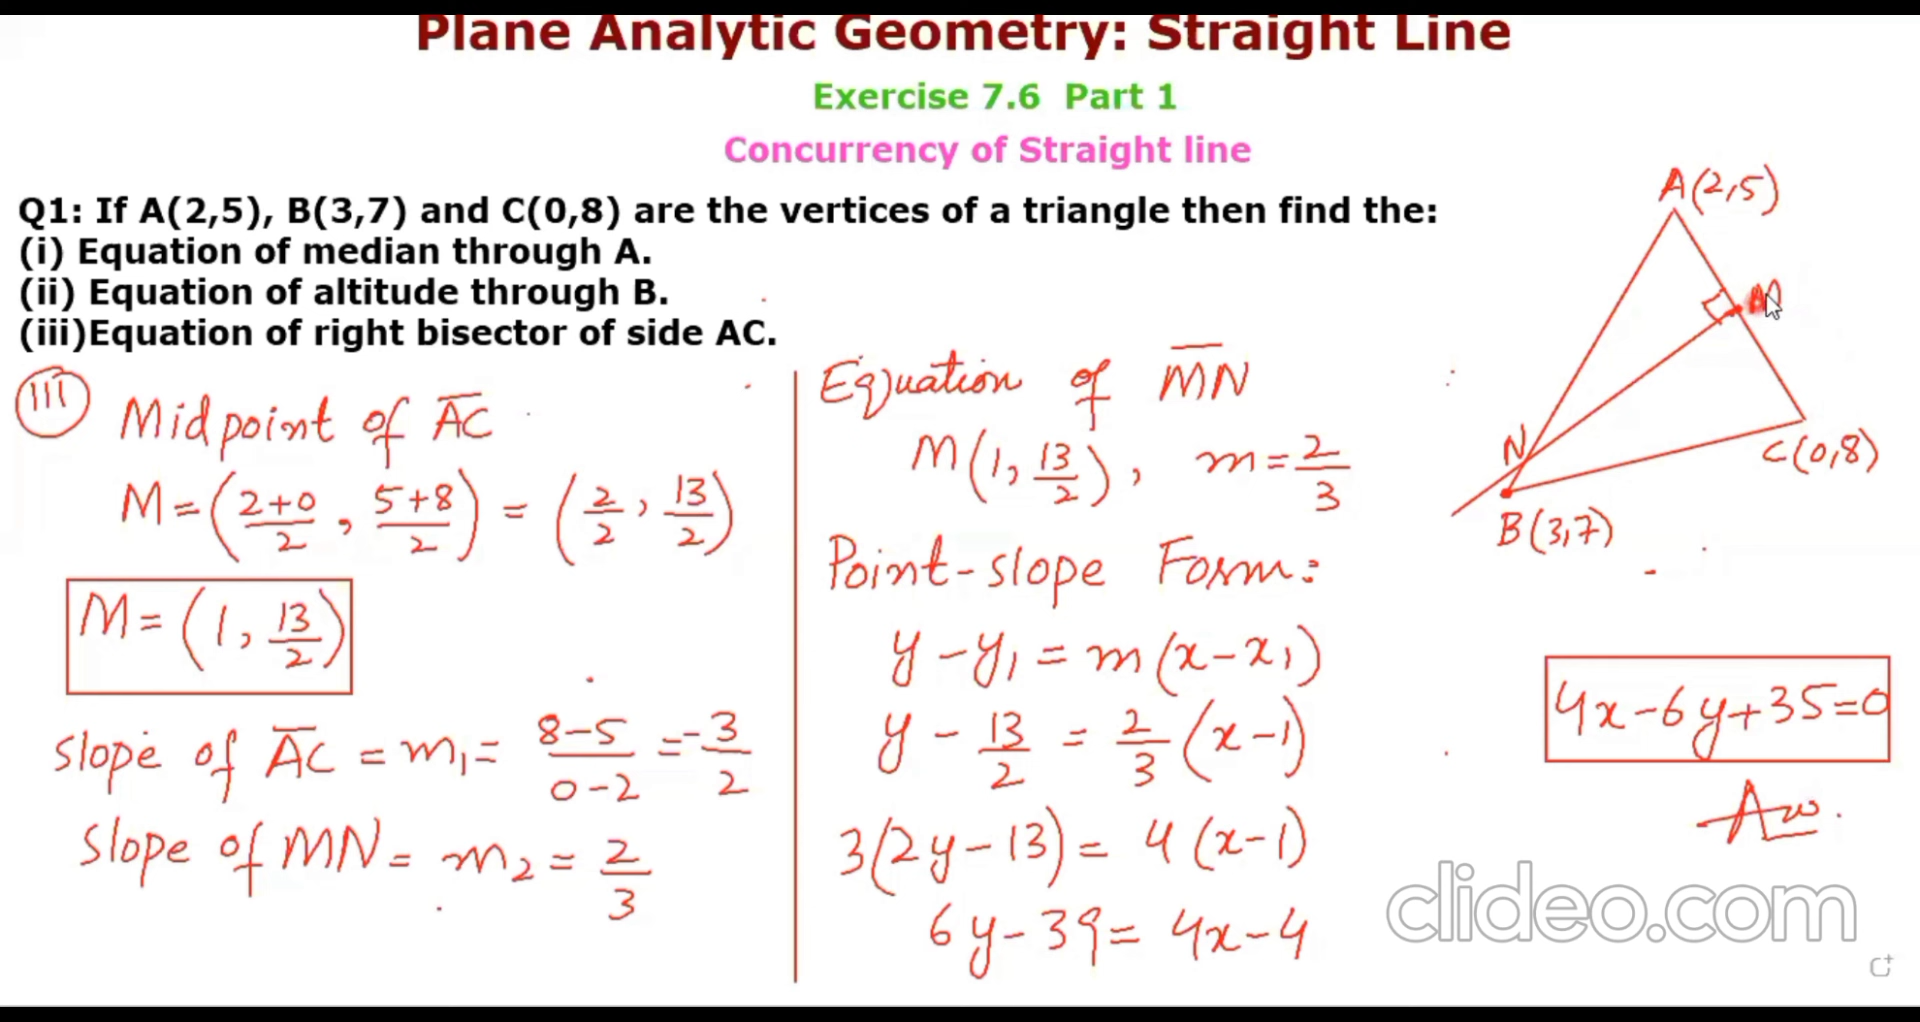 Plane Analytic Geometry: Straight Line
Exercise 7.6 Part 1
Concurrency of Straight line
Q1: If A(2,5), B(3,7) and C(0,8) are the vertices of a triangle then find the:
(i) Equation of median through A.
(ii) Equation of altitude through B.
(iii)Equation of right bisector of side AC.
(iii) Midpoint of A̅C̅
M = (2+0/2 , 5+8/2) = (2/2 , 13/2)
M = (1, 13/2)
Slope of A̅C̅ = m₁ = 8-5/0-2 = -3/2
Slope of MN = m₂ = 2/3
Equation of M̅N̅
M(1, 13/2), m = 2/3
Point-slope Form:
y - y₁ = m(x - x₁)
y - 13/2 = 2/3 (x-1)
3(2y-13) = 4(x-1)
6y - 39 = 4x - 4
A(2,5)
M
N
C(0,8)
B(3,7)
4x-6y+35=0
clideo.com